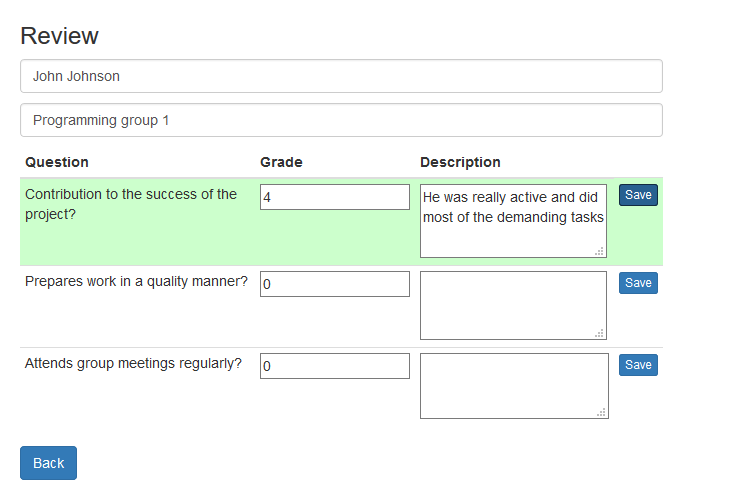 Review
John Johnson
Programming group 1
Question Grade Description
Contribution to the success of the 4 He was really active and did Save
project? most of the demanding tasks
Prepares work in a quality manner? 0 Save
Attends group meetings regularly? 0 Save
Back